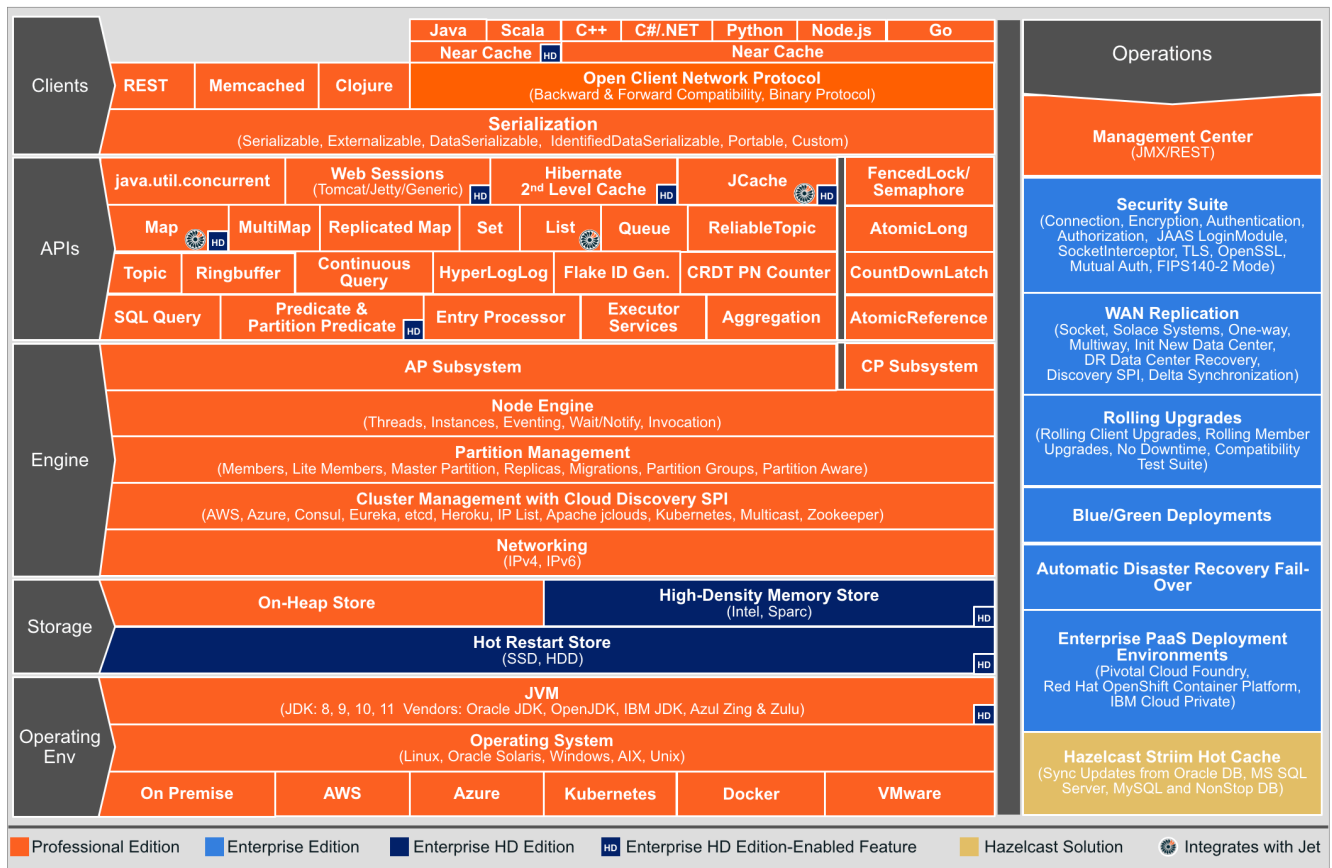 Clients
Java
Scala
C++
C#/.NET
Python
Node.js
Go
Near Cache
HD
Near Cache
REST
Memcached
Clojure
Open Client Network Protocol
(Backward & Forward Compatibility, Binary Protocol)
Serialization
(Serializable, Externalizable, DataSerializable,  IdentifiedDataSerializable, Portable, Custom)
APIs
java.util.concurrent
Web Sessions
(Tomcat/Jetty/Generic)
HD
Hibernate
2nd Level Cache
HD
JCache
HD
FencedLock/
Semaphore
Map
HD
MultiMap
Replicated Map
Set
List
Queue
ReliableTopic
AtomicLong
Topic
Ringbuffer
Continuous
Query
HyperLogLog
Flake ID Gen.
CRDT PN Counter
CountDownLatch
SQL Query
Predicate &
Partition Predicate
HD
Entry Processor
Executor
Services
Aggregation
AtomicReference
Engine
AP Subsystem
CP Subsystem
Node Engine
(Threads, Instances, Eventing, Wait/Notify, Invocation)
Partition Management
(Members, Lite Members, Master Partition, Replicas, Migrations, Partition Groups, Partition Aware)
Cluster Management with Cloud Discovery SPI
(AWS, Azure, Consul, Eureka, etcd, Heroku, IP List, Apache jclouds, Kubernetes, Multicast, Zookeeper)
Networking
(IPv4, IPv6)
Storage
On-Heap Store
High-Density Memory Store
(Intel, Sparc)
HD
Hot Restart Store
(SSD, HDD)
HD
Operating
Env
JVM
(JDK: 8, 9, 10, 11  Vendors: Oracle JDK, OpenJDK, IBM JDK, Azul Zing & Zulu)
HD
Operating System
(Linux, Oracle Solaris, Windows, AIX, Unix)
On Premise
AWS
Azure
Kubernetes
Docker
VMware
Operations
Management Center
(JMX/REST)
Security Suite
(Connection, Encryption, Authentication,
Authorization,  JAAS LoginModule,
SocketInterceptor, TLS, OpenSSL,
Mutual Auth, FIPS140-2 Mode)
WAN Replication
(Socket, Solace Systems, One-way,
Multiway, Init New Data Center,
DR Data Center Recovery,
Discovery SPI, Delta Synchronization)
Rolling Upgrades
(Rolling Client Upgrades, Rolling Member
Upgrades, No Downtime, Compatibility
Test Suite)
Blue/Green Deployments
Automatic Disaster Recovery Fail-
Over
Enterprise PaaS Deployment
Environments
(Pivotal Cloud Foundry,
Red Hat OpenShift Container Platform,
IBM Cloud Private)
Hazelcast Striim Hot Cache
(Sync Updates from Oracle DB, MS SQL
Server, MySQL and NonStop DB)
Professional Edition
Enterprise Edition
Enterprise HD Edition
HD
Enterprise HD Edition-Enabled Feature
Hazelcast Solution
Integrates with Jet